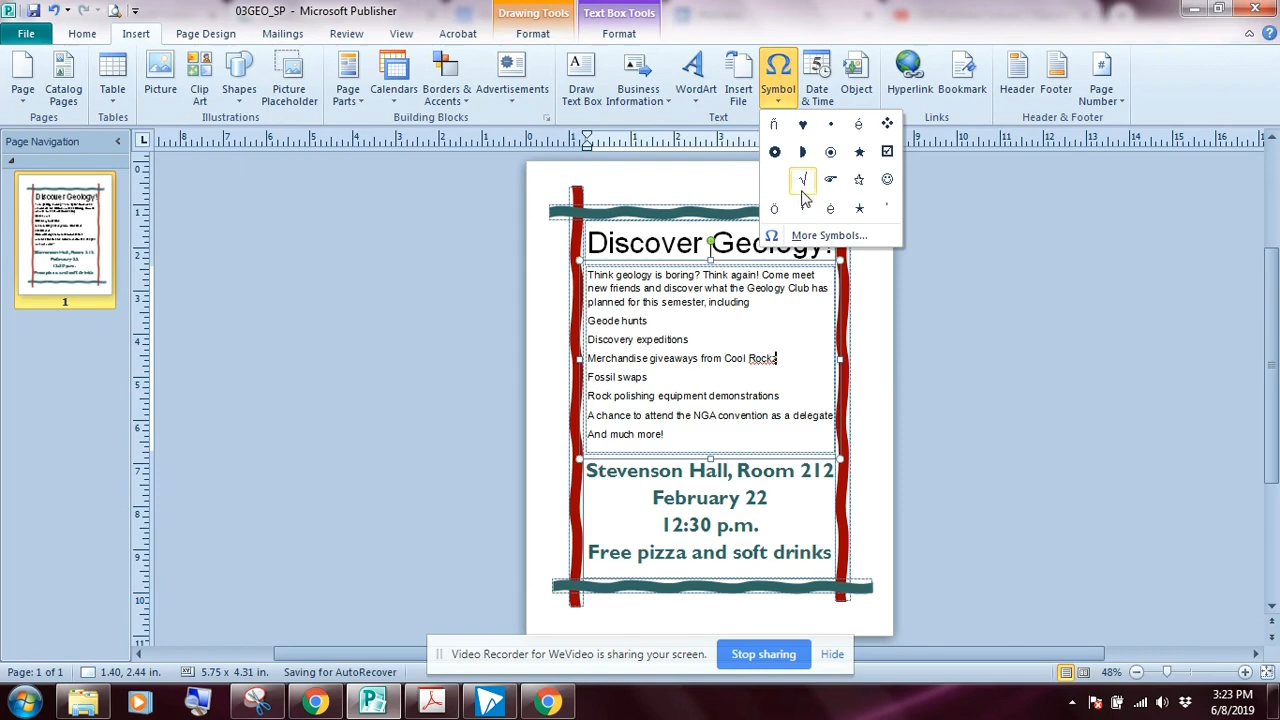 03GEO_SP - Microsoft Publisher
Drawing Tools
Text Box Tools
File
Home
Insert
Page Design
Mailings
Review
View
Acrobat
Format
Format
Page
Catalog Pages
Table
Picture
Clip Art
Shapes
Picture Placeholder
Page Parts
Calendars
Borders & Accents
Advertisements
Draw Text Box
Business Information
WordArt
Insert File
Symbol
Date & Time
Object
Hyperlink
Bookmark
Header
Footer
Page Number
Pages
Tables
Illustrations
Building Blocks
Text
Links
Header & Footer
More Symbols...
Page Navigation
1
Discover Geology!
Think geology is boring? Think again! Come meet
new friends and discover what the Geology Club has
planned for this semester, including
Geode hunts
Discovery expeditions
Merchandise giveaways from Cool Rockz
Fossil swaps
Rock polishing equipment demonstrations
A chance to attend the NGA convention as a delegate
And much more!
Stevenson Hall, Room 212
February 22
12:30 p.m.
Free pizza and soft drinks
Video Recorder for WeVideo is sharing your screen.
Stop sharing
Hide
Page: 1 of 1
1.40, 2.44 in.
5.75 x 4.31 in.
Saving for AutoRecover
48%
3:23 PM
6/8/2019